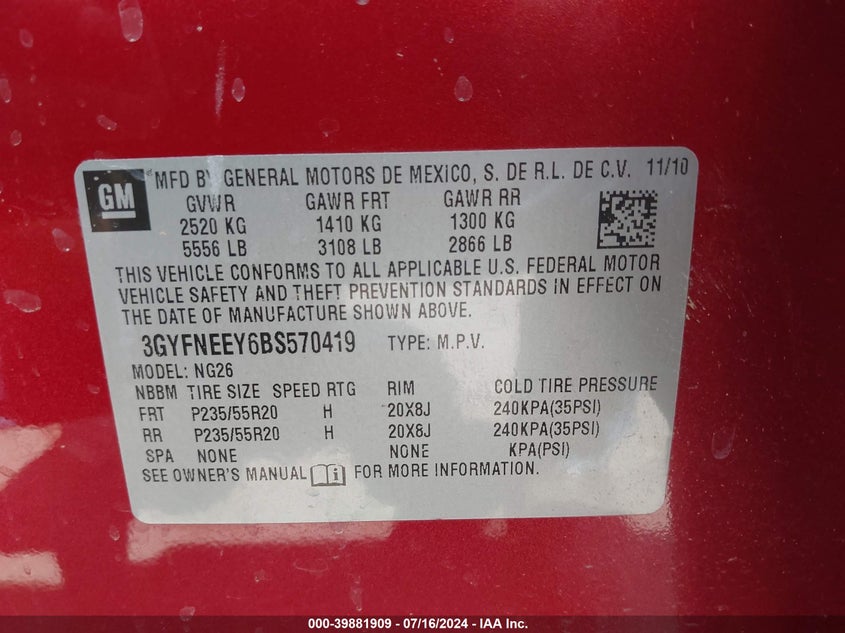 GM
MFD BY GENERAL MOTORS DE MEXICO, S. DE R.L. DE C.V. 11/10
GVWR GAWR FRT GAWR RR
2520 KG 1410 KG 1300 KG
5556 LB 3108 LB 2866 LB
THIS VEHICLE CONFORMS TO ALL APPLICABLE U.S. FEDERAL MOTOR
VEHICLE SAFETY AND THEFT PREVENTION STANDARDS IN EFFECT ON
THE DATE OF MANUFACTURE SHOWN ABOVE.
3GYFNEEY6BS570419 TYPE: M.P.V.
MODEL: NG26
NBBM TIRE SIZE SPEED RTG RIM COLD TIRE PRESSURE
FRT P235/55R20 H 20X8J 240KPA(35PSI)
RR P235/55R20 H 20X8J 240KPA(35PSI)
SPA NONE NONE KPA(PSI)
SEE OWNER'S MANUAL FOR MORE INFORMATION.
000-39881909 - 07/16/2024 - IAA Inc.